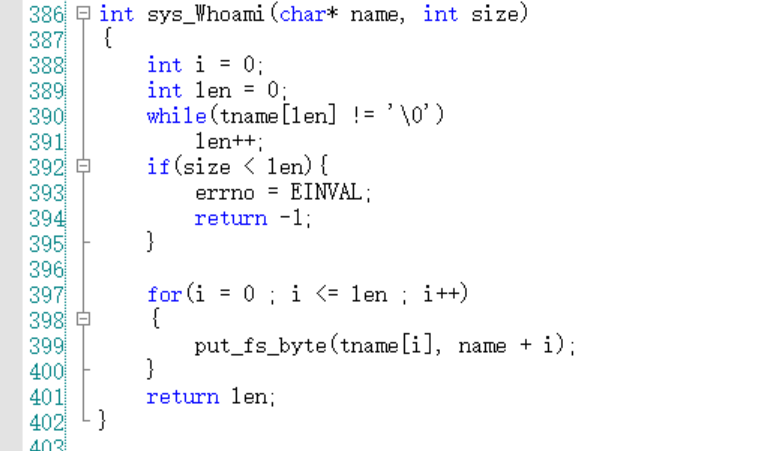 386 int sys_Whoami(char* name, int size)
387 {
388     int i = 0;
389     int len = 0;
390     while(tname[len] != '\0')
391         len++;
392     if(size < len){
393         errno = EINVAL;
394         return -1;
395     }
396
397     for(i = 0 ; i <= len ; i++)
398     {
399         put_fs_byte(tname[i], name + i);
400     }
401     return len;
402 }
403